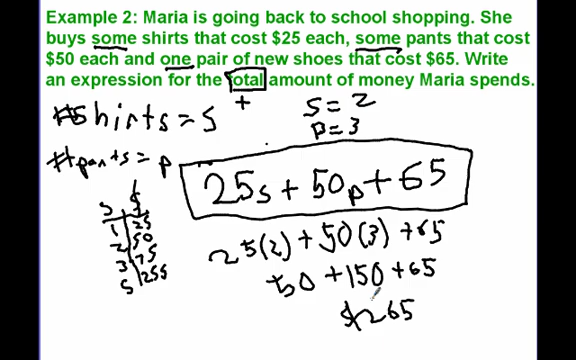 Example 2: Maria is going back to school shopping. She
buys some shirts that cost $25 each, some pants that cost
$50 each and one pair of new shoes that cost $65. Write
an expression for the total amount of money Maria spends.
+
#Shirts = s
s = 2
p = 3
#pants = p
25s + 50p + 65
s $
1 25
2 50
3 75
s 25s
25(2) + 50(3) + 65
50 + 150 + 65
$265